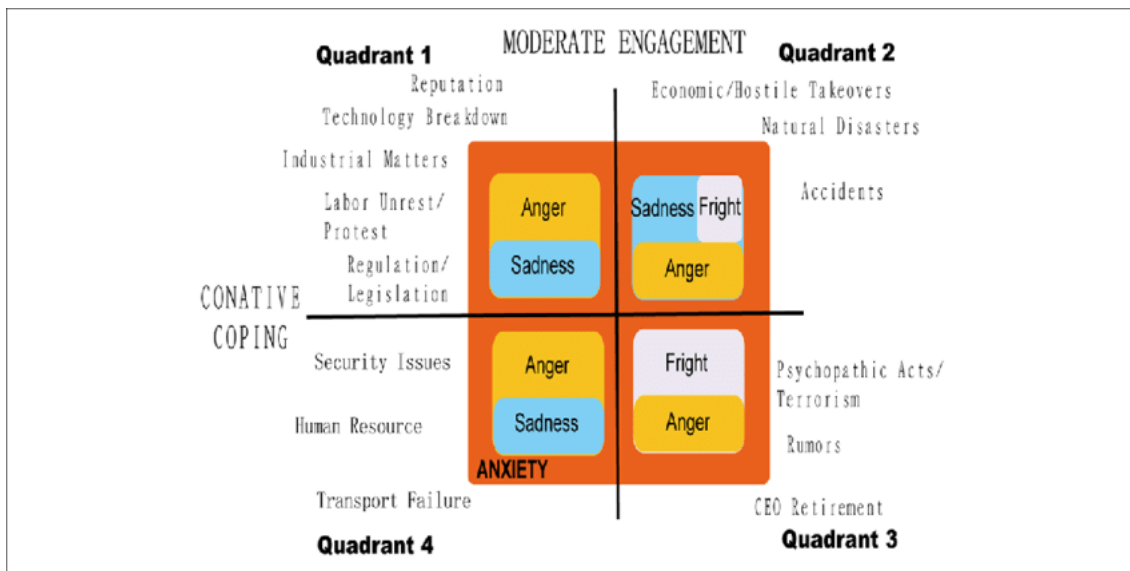 MODERATE ENGAGEMENT
Quadrant 1
Quadrant 2
Reputation
Economic/Hostile Takeovers
Technology Breakdown
Natural Disasters
Industrial Matters
Accidents
Labor Unrest/
Protest
Regulation/
Legislation
Anger
Sadness
Sadness
Fright
Anger
CONATIVE
COPING
Security Issues
Human Resource
Transport Failure
Anger
Sadness
ANXIETY
Fright
Anger
Psychopathic Acts/
Terrorism
Rumors
CEO Retirement
Quadrant 4
Quadrant 3